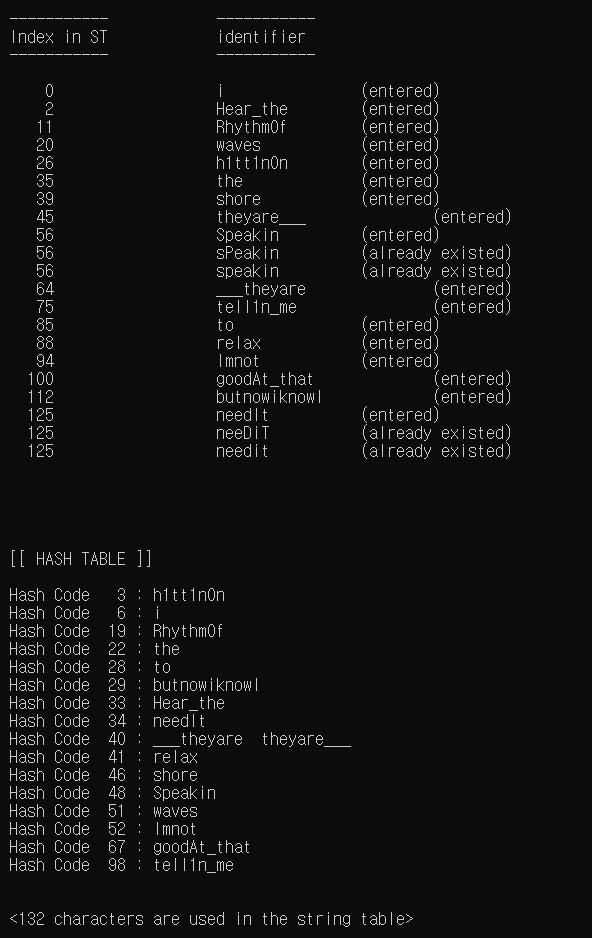 ----------- -----------
Index in ST identifier
----------- -----------
0 i (entered)
2 Hear_the (entered)
11 RhythmOf (entered)
20 waves (entered)
26 h1tt1n0n (entered)
35 the (entered)
39 shore (entered)
45 theyare___ (entered)
56 Speakin (entered)
56 sPeakin (already existed)
56 speakin (already existed)
64 ___theyare (entered)
75 tell1n_me (entered)
85 to (entered)
88 relax (entered)
94 Imnot (entered)
100 goodAt_that (entered)
112 butnowiknowI (entered)
125 needIt (entered)
125 neeDiT (already existed)
125 needit (already existed)
[[ HASH TABLE ]]
Hash Code 3 : h1tt1n0n
Hash Code 6 : i
Hash Code 19 : RhythmOf
Hash Code 22 : the
Hash Code 28 : to
Hash Code 29 : butnowiknowI
Hash Code 33 : Hear_the
Hash Code 34 : needIt
Hash Code 40 : ___theyare theyare___
Hash Code 41 : relax
Hash Code 46 : shore
Hash Code 48 : Speakin
Hash Code 51 : waves
Hash Code 52 : Imnot
Hash Code 67 : goodAt_that
Hash Code 98 : tell1n_me
<132 characters are used in the string table>